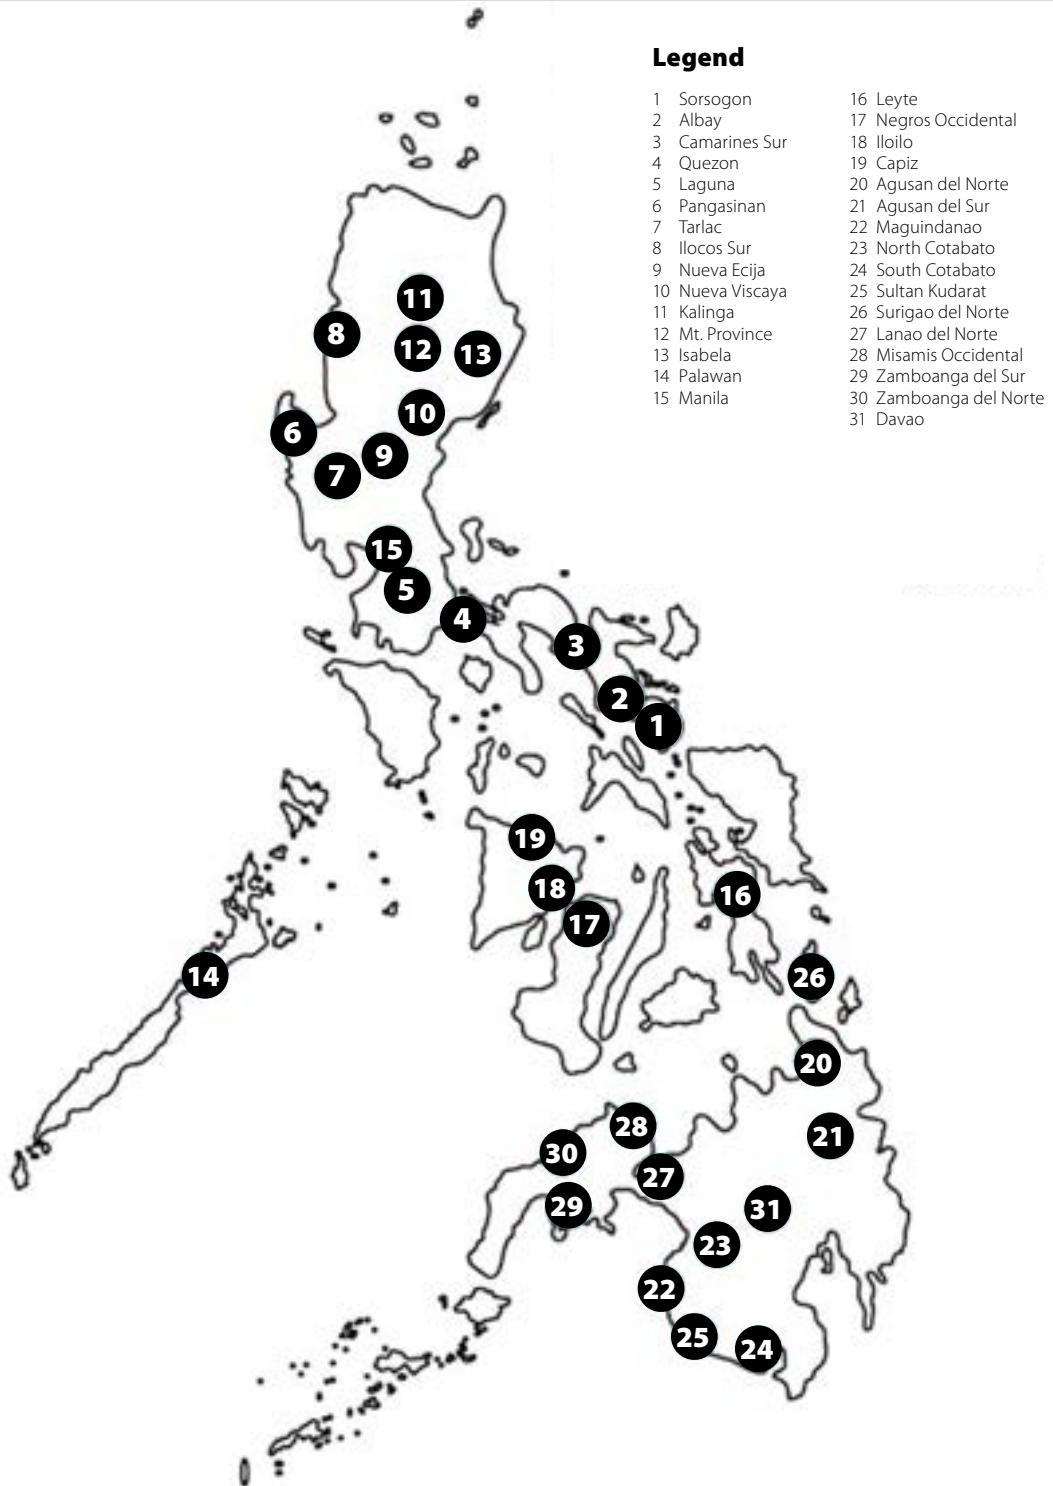 Legend
1 Sorsogon
2 Albay
3 Camarines Sur
4 Quezon
5 Laguna
6 Pangasinan
7 Tarlac
8 Ilocos Sur
9 Nueva Ecija
10 Nueva Viscaya
11 Kalinga
12 Mt. Province
13 Isabela
14 Palawan
15 Manila
16 Leyte
17 Negros Occidental
18 Iloilo
19 Capiz
20 Agusan del Norte
21 Agusan del Sur
22 Maguindanao
23 North Cotabato
24 South Cotabato
25 Sultan Kudarat
26 Surigao del Norte
27 Lanao del Norte
28 Misamis Occidental
29 Zamboanga del Sur
30 Zamboanga del Norte
31 Davao
11
8
12
13
10
6
9
7
15
5
4
3
2
1
19
18
16
17
14
26
20
28
21
30
27
29
31
23
22
25
24